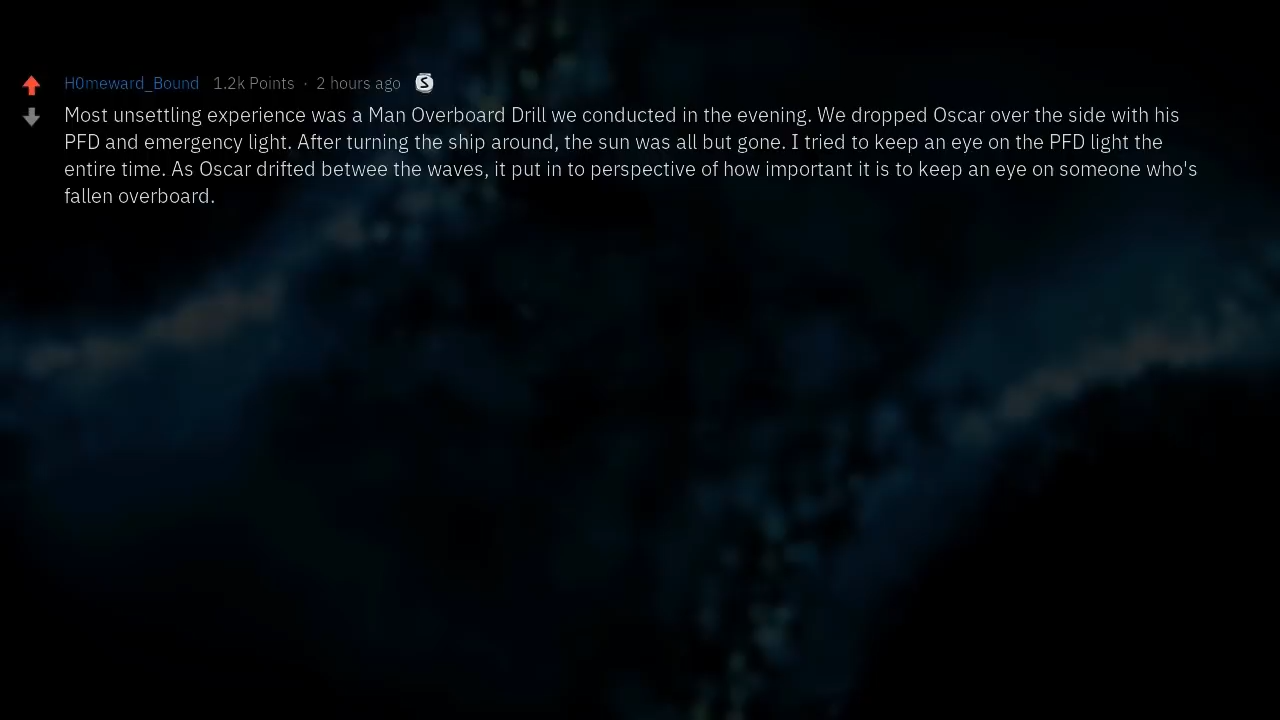 H0meward_Bound 1.2k Points · 2 hours ago S
Most unsettling experience was a Man Overboard Drill we conducted in the evening. We dropped Oscar over the side with his
PFD and emergency light. After turning the ship around, the sun was all but gone. I tried to keep an eye on the PFD light the
entire time. As Oscar drifted betwee the waves, it put in to perspective of how important it is to keep an eye on someone who's
fallen overboard.